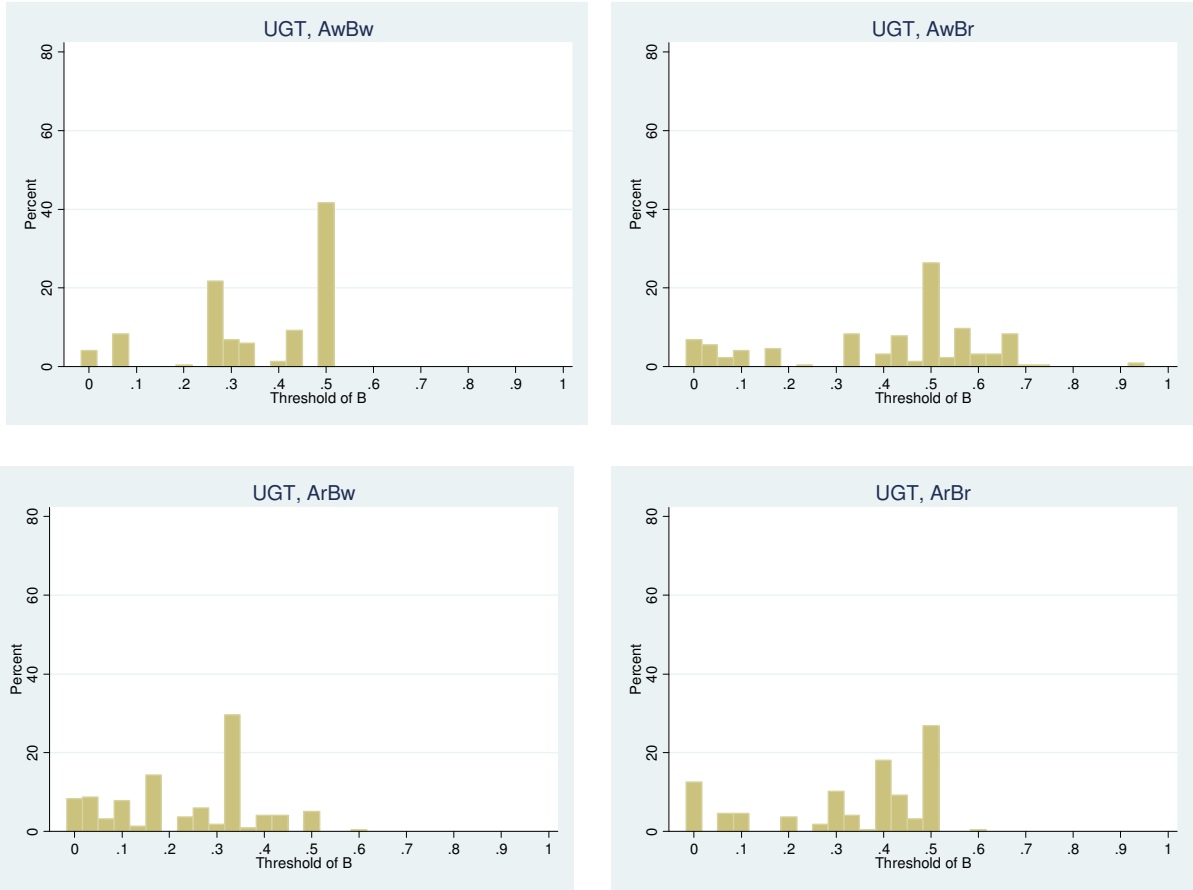 UGT, AwBw
80
60
40
20
0
Percent
0 .1 .2 .3 .4 .5 .6 .7 .8 .9 1
Threshold of B
UGT, AwBr
80
60
40
20
0
Percent
0 .1 .2 .3 .4 .5 .6 .7 .8 .9 1
Threshold of B
UGT, ArBw
80
60
40
20
0
Percent
0 .1 .2 .3 .4 .5 .6 .7 .8 .9 1
Threshold of B
UGT, ArBr
80
60
40
20
0
Percent
0 .1 .2 .3 .4 .5 .6 .7 .8 .9 1
Threshold of B